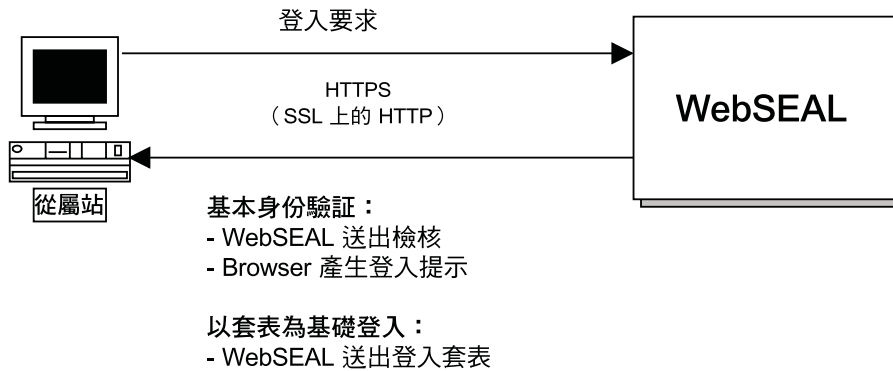 登入要求
HTTPS
（SSL 上的 HTTP）
WebSEAL
從屬站
基本身份驗証：
- WebSEAL 送出檢核
- Browser 產生登入提示
以套表為基礎登入：
- WebSEAL 送出登入套表